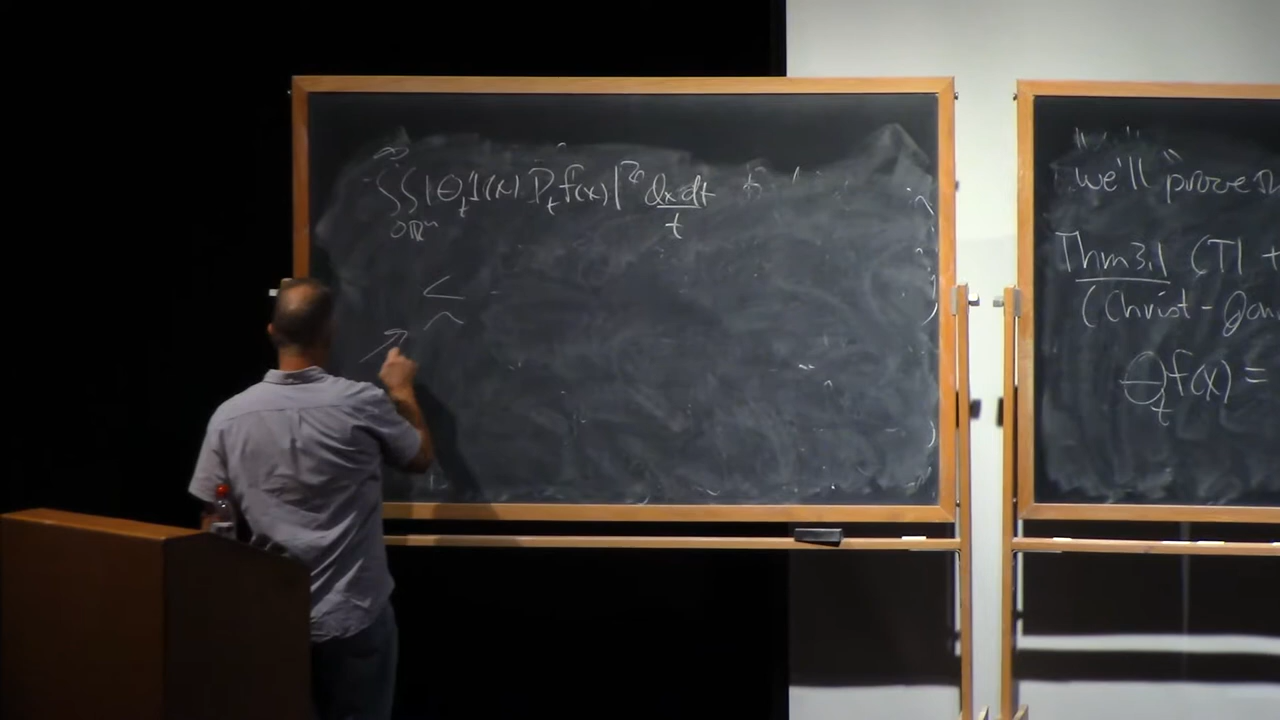 ∞
∫∫ |Θ_t 1(x) P_t f(x)|² dx dt / t
0 ℝⁿ
≲
"we'll" prove
Thm 3.1 (T1
(Christ-
Θ_t f(x) =